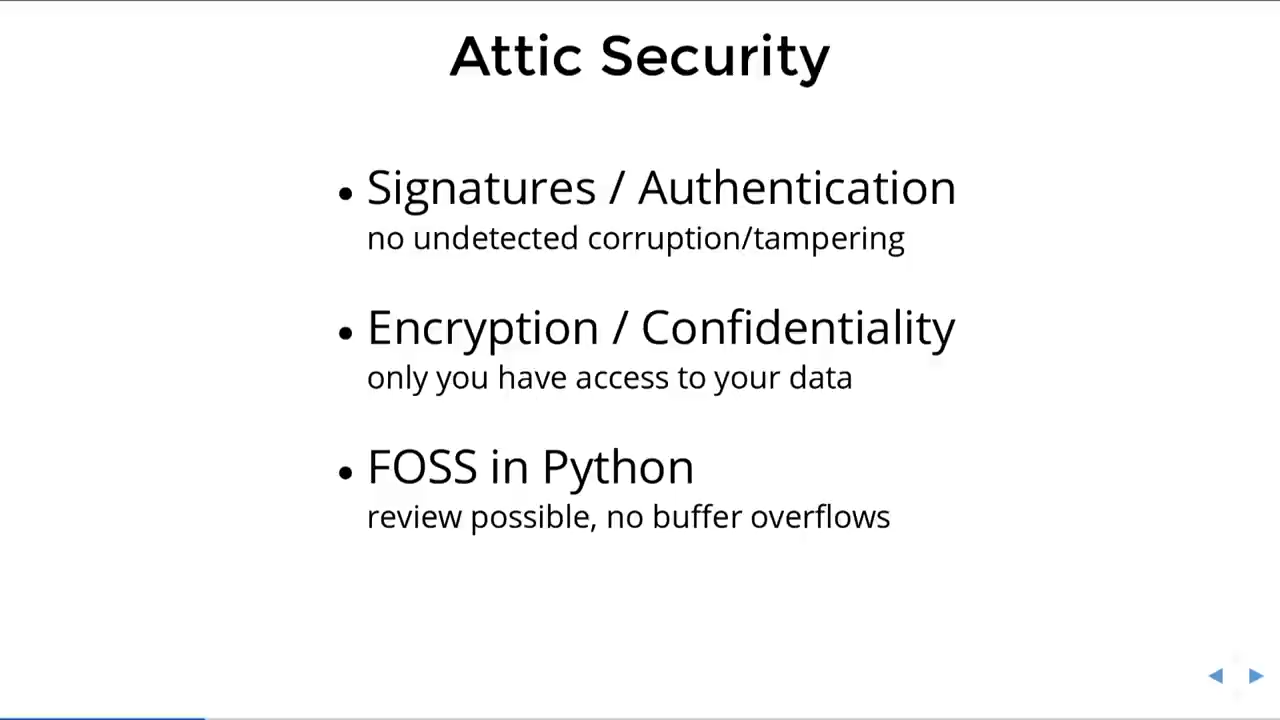 Attic Security
• Signatures / Authentication
no undetected corruption/tampering
• Encryption / Confidentiality
only you have access to your data
• FOSS in Python
review possible, no buffer overflows